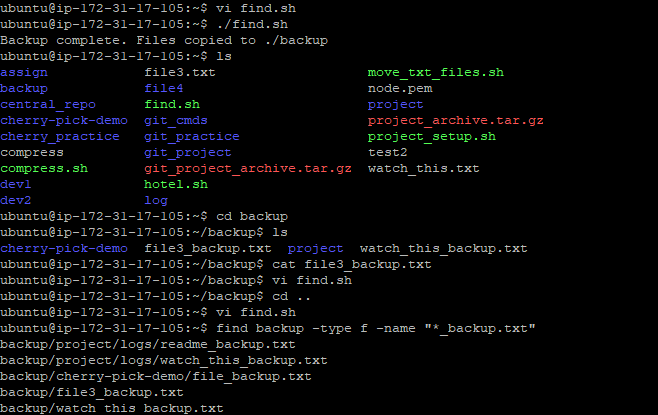 ubuntu@ip-172-31-17-105:~$ vi find.sh
ubuntu@ip-172-31-17-105:~$ ./find.sh
Backup complete. Files copied to ./backup
ubuntu@ip-172-31-17-105:~$ ls
assign file3.txt move_txt_files.sh
backup file4 node.pem
central_repo find.sh project
cherry-pick-demo git_cmds project_archive.tar.gz
cherry_practice git_practice project_setup.sh
compress git_project test2
compress.sh git_project_archive.tar.gz watch_this.txt
dev1 hotel.sh
dev2 log
ubuntu@ip-172-31-17-105:~$ cd backup
ubuntu@ip-172-31-17-105:~/backup$ ls
cherry-pick-demo file3_backup.txt project watch_this_backup.txt
ubuntu@ip-172-31-17-105:~/backup$ cat file3_backup.txt
ubuntu@ip-172-31-17-105:~/backup$ vi find.sh
ubuntu@ip-172-31-17-105:~/backup$ cd ..
ubuntu@ip-172-31-17-105:~$ vi find.sh
ubuntu@ip-172-31-17-105:~$ find backup -type f -name "*_backup.txt"
backup/project/logs/readme_backup.txt
backup/project/logs/watch_this_backup.txt
backup/cherry-pick-demo/file_backup.txt
backup/file3_backup.txt
backup/watch_this_backup.txt